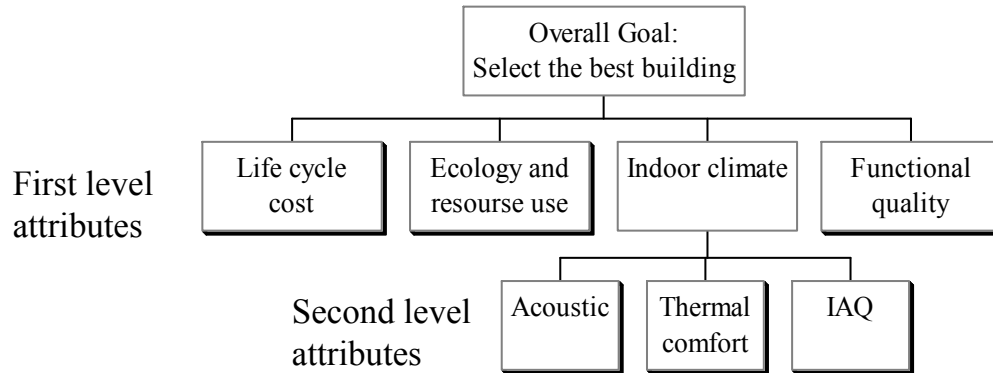 Overall Goal:
Select the best building
First level
attributes
Life cycle
cost
Ecology and
resourse use
Indoor climate
Functional
quality
Second level
attributes
Acoustic
Thermal
comfort
IAQ